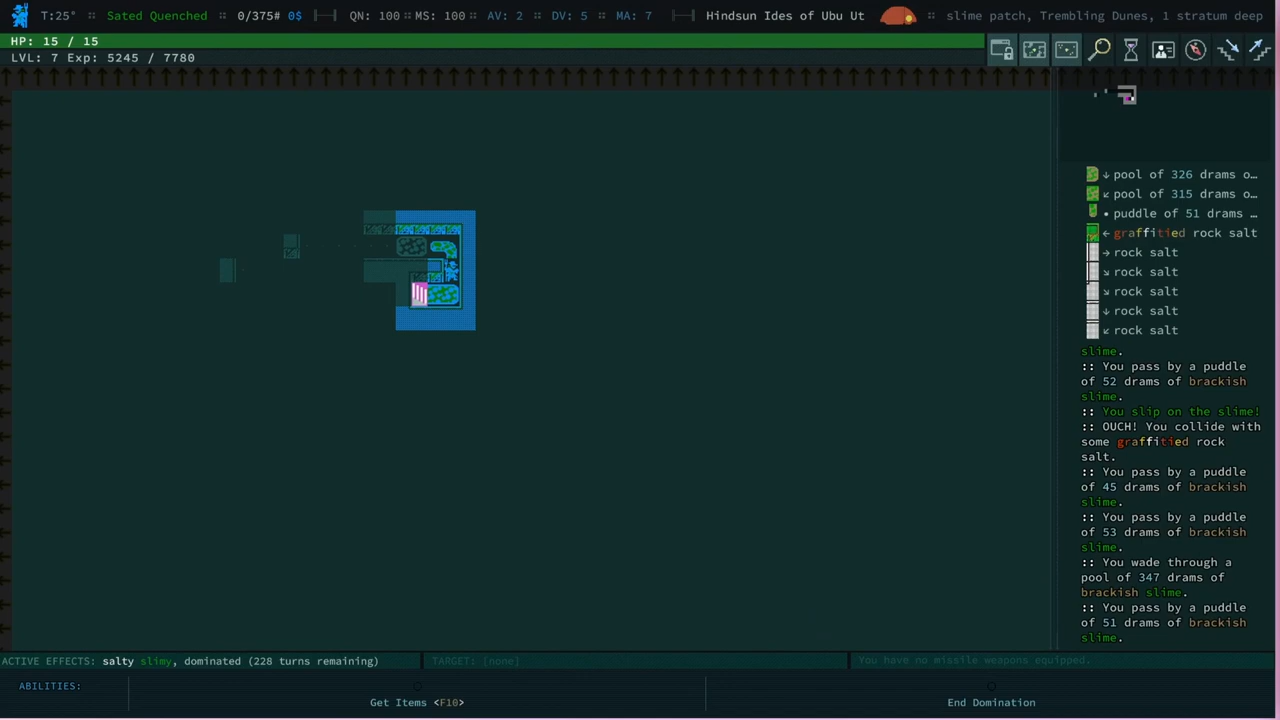 T:25° :: Sated Quenched :: 0/375# 0$ QN: 100 :: MS: 100 :: AV: 2 :: DV: 5 :: MA: 7 Hindsun Ides of Ubu Ut :: slime patch, Trembling Dunes, 1 stratum deep
HP: 15 / 15
LVL: 7 Exp: 5245 / 7780
pool of 326 drams o…
pool of 315 drams o…
puddle of 51 drams …
graffitied rock salt
rock salt
rock salt
rock salt
rock salt
rock salt
slime.
:: You pass by a puddle
of 52 drams of brackish
slime.
:: You slip on the slime!
:: OUCH! You collide with
some graffitied rock
salt.
:: You pass by a puddle
of 45 drams of brackish
slime.
:: You pass by a puddle
of 53 drams of brackish
slime.
:: You wade through a
pool of 347 drams of
brackish slime.
:: You pass by a puddle
of 51 drams of brackish
slime.
ACTIVE EFFECTS: salty slimy, dominated (228 turns remaining) TARGET: [none] You have no missile weapons equipped.
ABILITIES:
Get Items <F10> End Domination